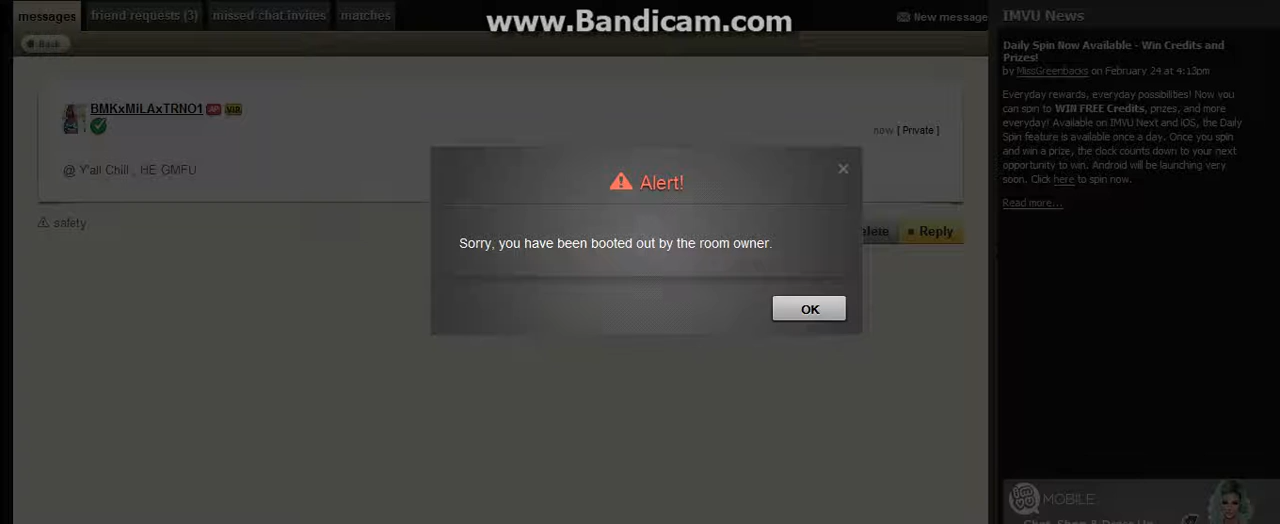 messages friend requests (3) missed chat invites matches
www.Bandicam.com
New message
Back
BMKxMiLAxTRNO1 AP VIP
now [ Private ]
@ Y'all Chill , HE GMFU
safety
Reply
Alert!
Sorry, you have been booted out by the room owner.
OK
IMVU News
Daily Spin Now Available - Win Credits and
Prizes!
by MissGreenbacks on February 24 at 4:13pm
Everyday rewards, everyday possibilities! Now you
can spin to WIN FREE Credits, prizes, and more
everyday! Available on IMVU Next and iOS, the Daily
Spin feature is available once a day. Once you spin
and win a prize, the clock counts down to your next
opportunity to win. Android will be launching very
soon. Click here to spin now.
Read more...
MOBILE